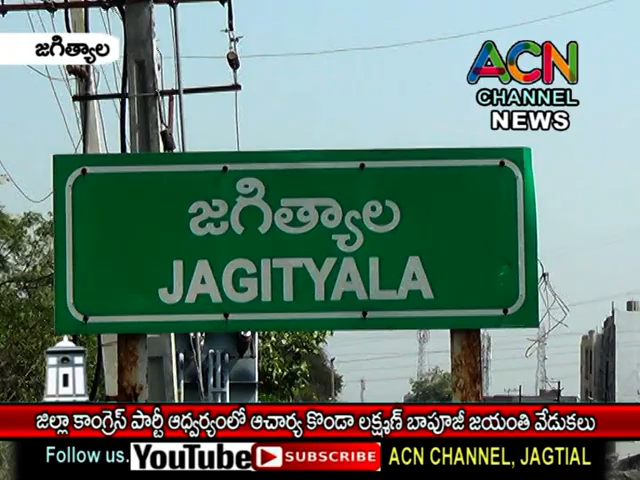 జగిత్యాల
ACN
CHANNEL
NEWS
జగిత్యాల
JAGITYALA
జిల్లా కాంగ్రెస్ పార్టీ ఆధ్వర్యంలో ఆచార్య కొండా లక్ష్మణ్ బాపూజీ జయంతి వేడుకలు
Follow us. YouTube SUBSCRIBE ACN CHANNEL, JAGTIAL